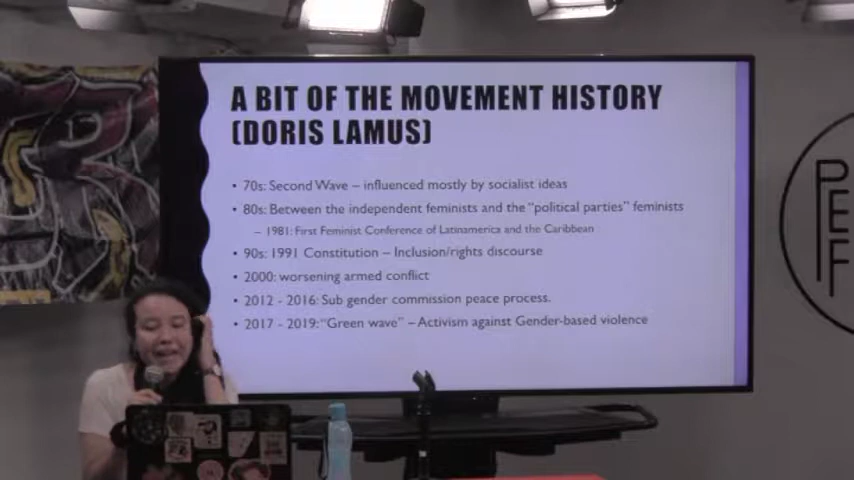 A BIT OF THE MOVEMENT HISTORY
(DORIS LAMUS)
• 70s: Second Wave – influenced mostly by socialist ideas
• 80s: Between the independent feminists and the "political parties" feminists
– 1981: First Feminist Conference of Latinamerica and the Caribbean
• 90s: 1991 Constitution – Inclusion/rights discourse
• 2000: worsening armed conflict
• 2012 - 2016: Sub gender commission peace process.
• 2017 - 2019: "Green wave" – Activism against Gender-based violence